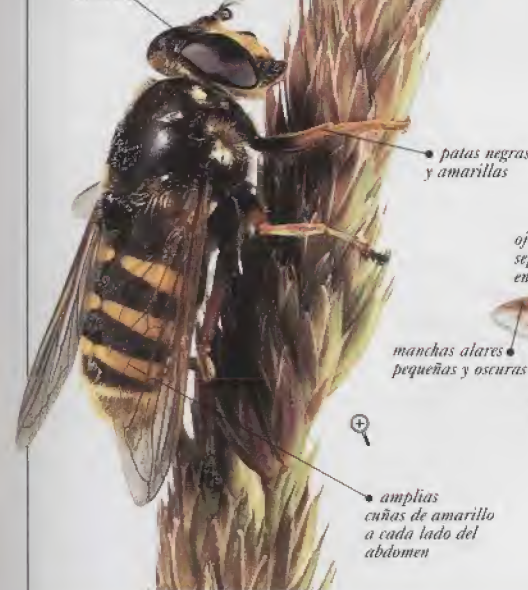 patas negras
y amarillas
manchas alares
pequeñas y oscuras
amplias
cuñas de amarillo
a cada lado del
abdomen